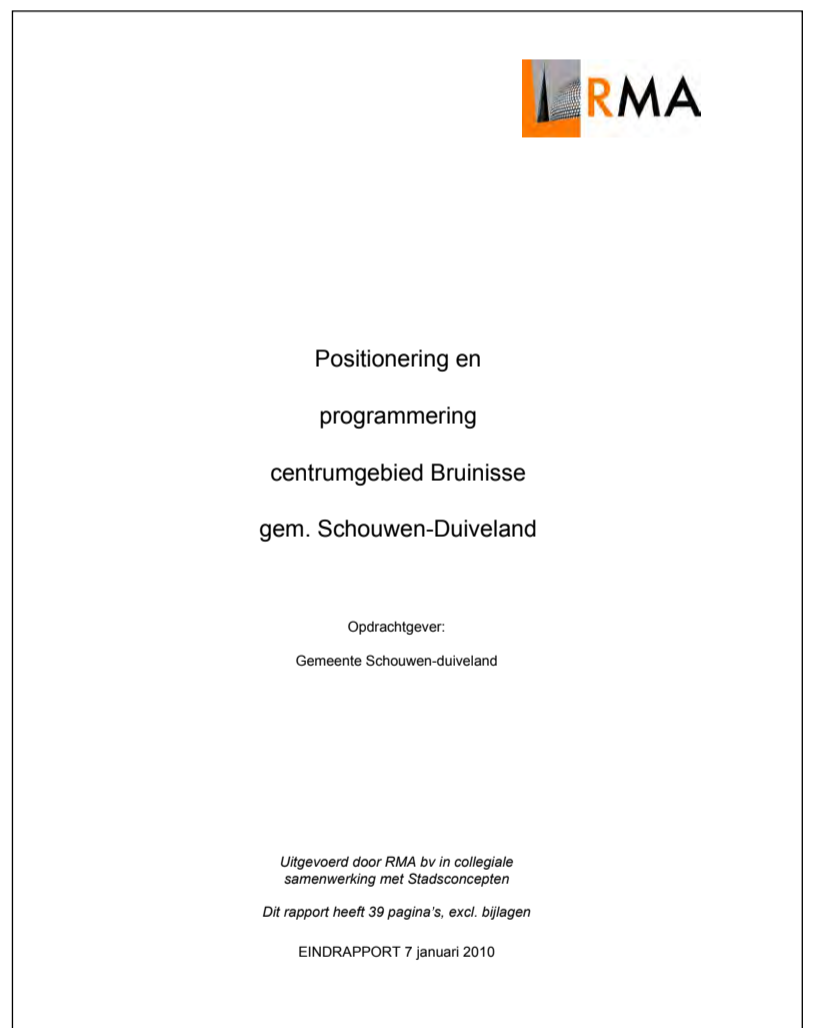 RMA
Positionering en
programmering
centrumgebied Bruinisse
gem. Schouwen-Duiveland
Opdrachtgever:
Gemeente Schouwen-duiveland
Uitgevoerd door RMA bv in collegiale
samenwerking met Stadsconcepten
Dit rapport heeft 39 pagina's, excl. bijlagen
EINDRAPPORT 7 januari 2010